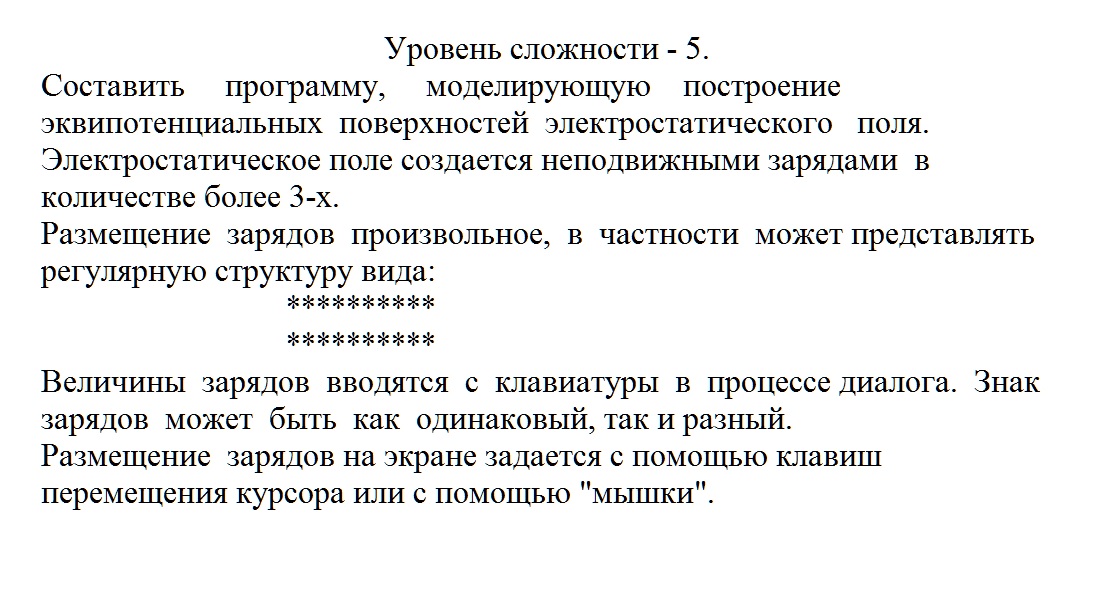 Уровень сложности - 5.
Составить программу, моделирующую построение
эквипотенциальных поверхностей электростатического поля.
Электростатическое поле создается неподвижными зарядами в
количестве более 3-х.
Размещение зарядов произвольное, в частности может представлять
регулярную структуру вида:
**********
**********
Величины зарядов вводятся с клавиатуры в процессе диалога. Знак
зарядов может быть как одинаковый, так и разный.
Размещение зарядов на экране задается с помощью клавиш
перемещения курсора или с помощью "мышки".